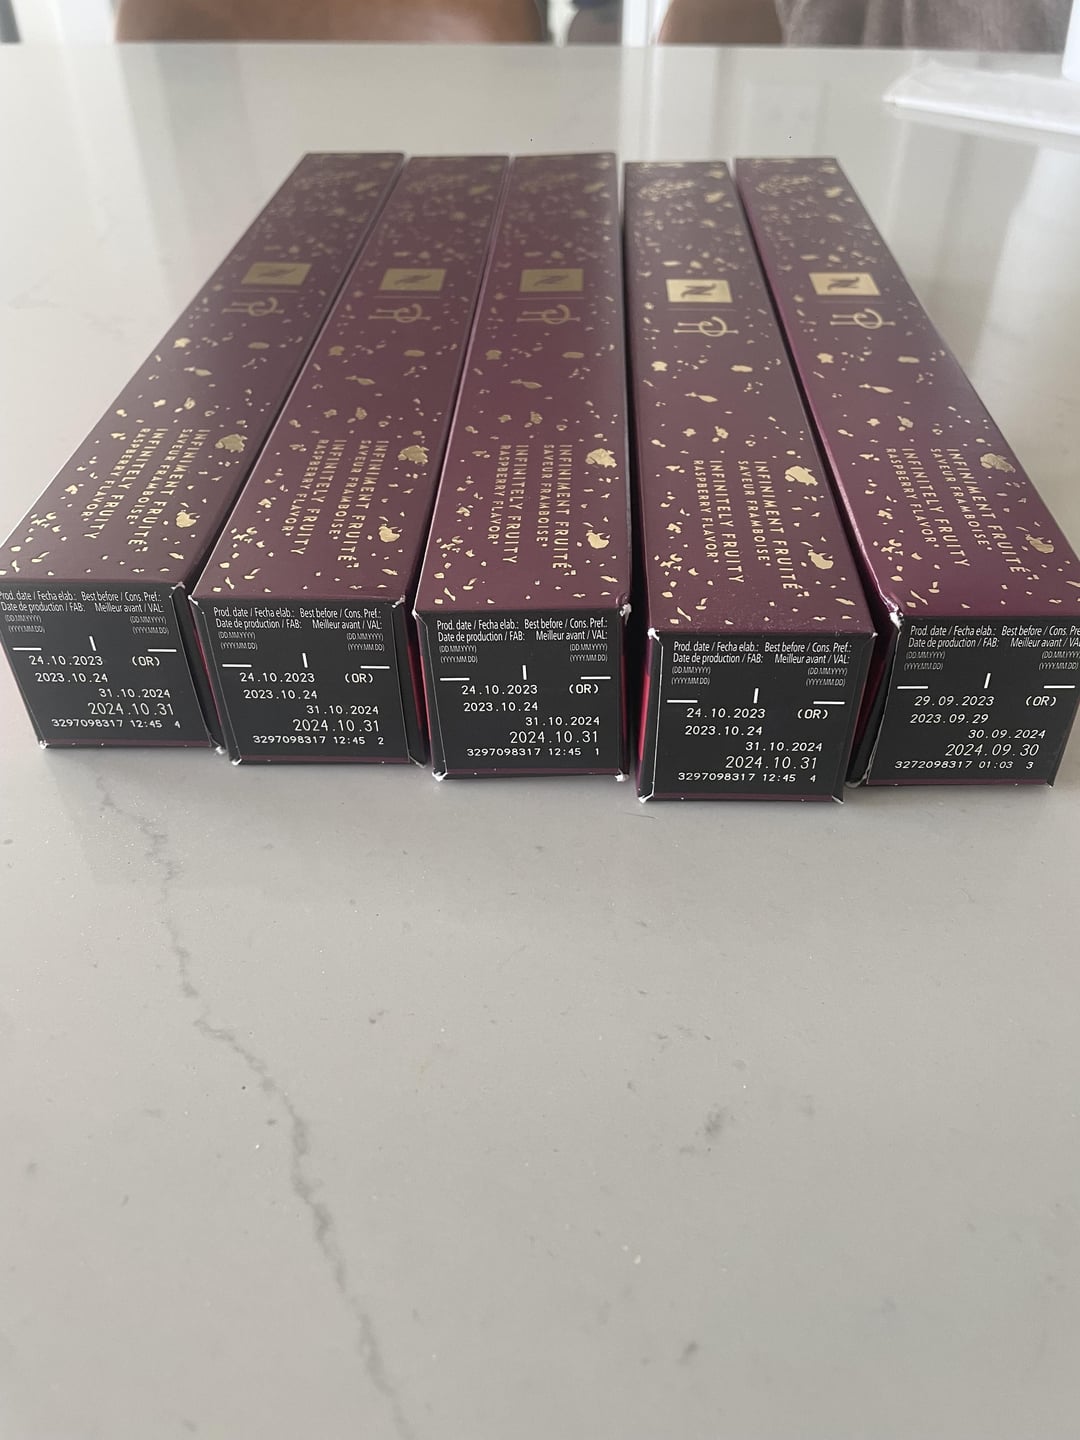 INFINIMENT FRUITÉ*
SAVEUR FRAMBOISE*
INFINITELY FRUITY
RASPBERRY FLAVOR*
Prod. date / Fecha elab.: Best before / Cons. Pref.:
Date de production / FAB: Meilleur avant / VAL:
(DD.MM.YYYY) (DD.MM.YYYY)
(YYYY.MM.DD) (YYYY.MM.DD)
24.10.2023 (OR)
2023.10.24
31.10.2024
2024.10.31
3297098317 12:45 4
INFINIMENT FRUITÉ*
SAVEUR FRAMBOISE*
INFINITELY FRUITY
RASPBERRY FLAVOR*
Prod. date / Fecha elab.: Best before / Cons. Pref.:
Date de production / FAB: Meilleur avant / VAL:
(DD.MM.YYYY) (DD.MM.YYYY)
(YYYY.MM.DD) (YYYY.MM.DD)
24.10.2023 (OR)
2023.10.24
31.10.2024
2024.10.31
3297098317 12:45 2
INFINIMENT FRUITÉ*
SAVEUR FRAMBOISE*
INFINITELY FRUITY
RASPBERRY FLAVOR*
Prod. date / Fecha elab.: Best before / Cons. Pref.:
Date de production / FAB: Meilleur avant / VAL:
(DD.MM.YYYY) (DD.MM.YYYY)
(YYYY.MM.DD) (YYYY.MM.DD)
24.10.2023 (OR)
2023.10.24
31.10.2024
2024.10.31
3297098317 12:45 1
INFINIMENT FRUITÉ*
SAVEUR FRAMBOISE*
INFINITELY FRUITY
RASPBERRY FLAVOR*
Prod. date / Fecha elab.: Best before / Cons. Pref.:
Date de production / FAB: Meilleur avant / VAL:
(DD.MM.YYYY) (DD.MM.YYYY)
(YYYY.MM.DD) (YYYY.MM.DD)
24.10.2023 (OR)
2023.10.24
31.10.2024
2024.10.31
3297098317 12:45 4
INFINIMENT FRUITÉ*
SAVEUR FRAMBOISE*
INFINITELY FRUITY
RASPBERRY FLAVOR*
Prod. date / Fecha elab.: Best before / Cons. Pre
Date de production / FAB: Meilleur avant / VAL
(DD.MM.YYYY) (DD.MM.YYYY)
(YYYY.MM.DD) (YYYY.MM.DD)
29.09.2023 (OR)
2023.09.29
30.09.2024
2024.09.30
3272098317 01:03 3